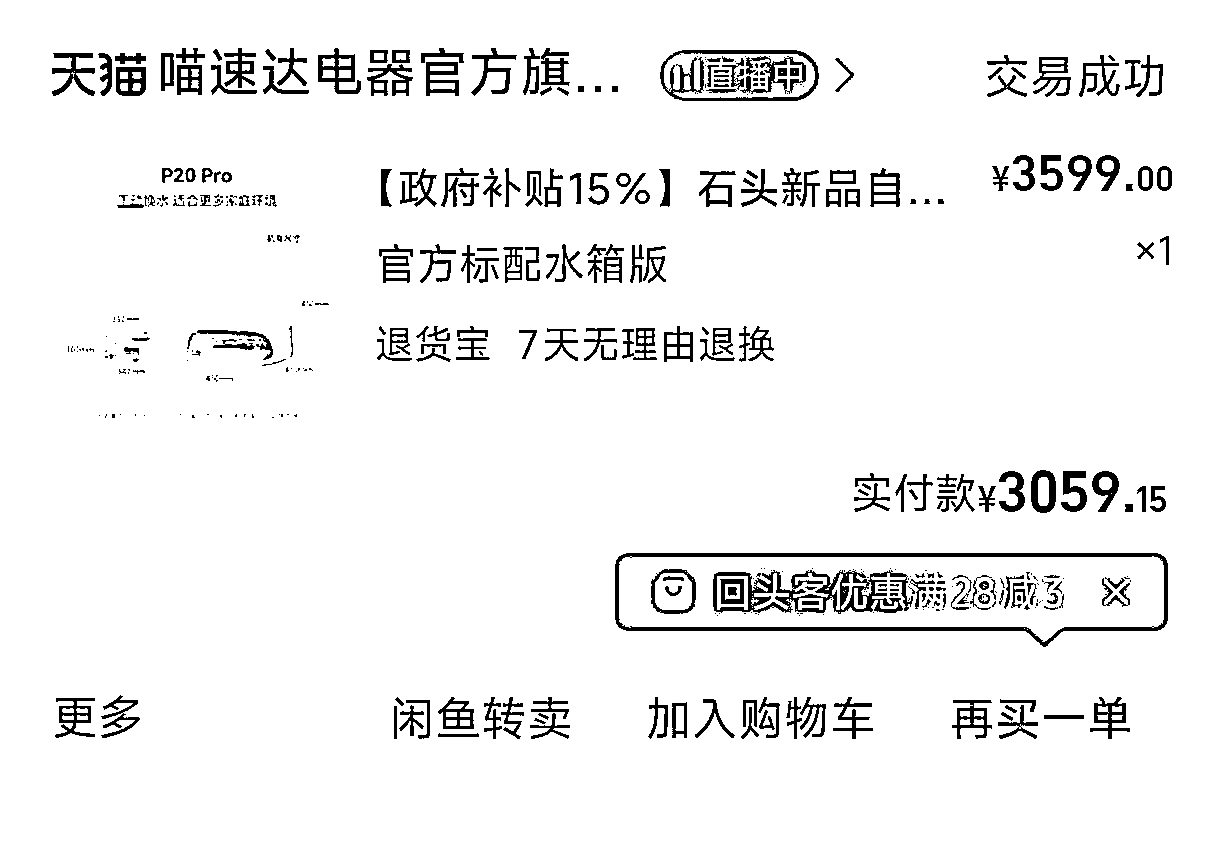 天猫 喵速达电器官方旗... 直播中 交易成功
P20 Pro
【政府补贴15%】石头新品自... ¥3599.00
官方标配水箱版 ×1
退货宝 7天无理由退换
实付款¥3059.15
回头客优惠满28减3
更多 闲鱼转卖 加入购物车 再买一单